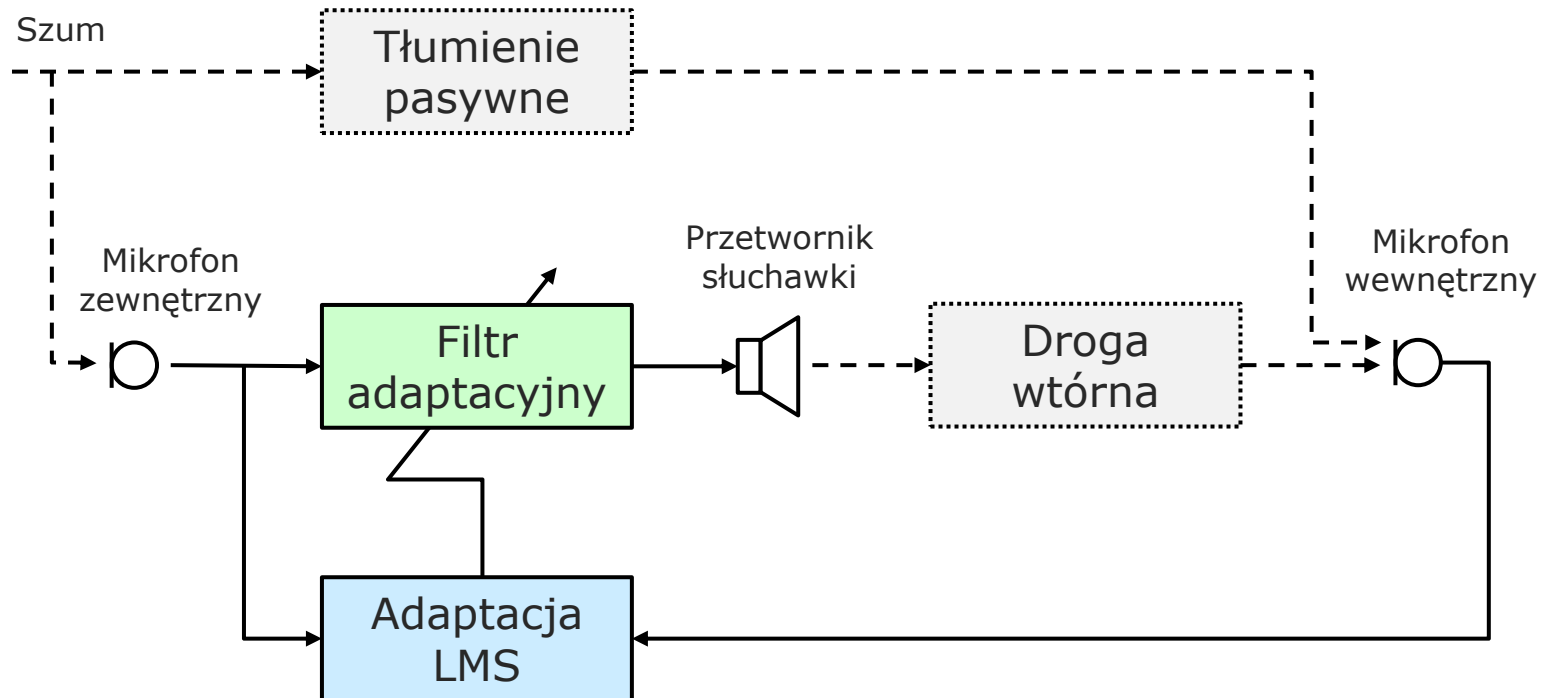 Szum
Tłumienie
pasywne
Mikrofon
zewnętrzny
Filtr
adaptacyjny
Przetwornik
słuchawki
Droga
wtórna
Mikrofon
wewnętrzny
Adaptacja
LMS